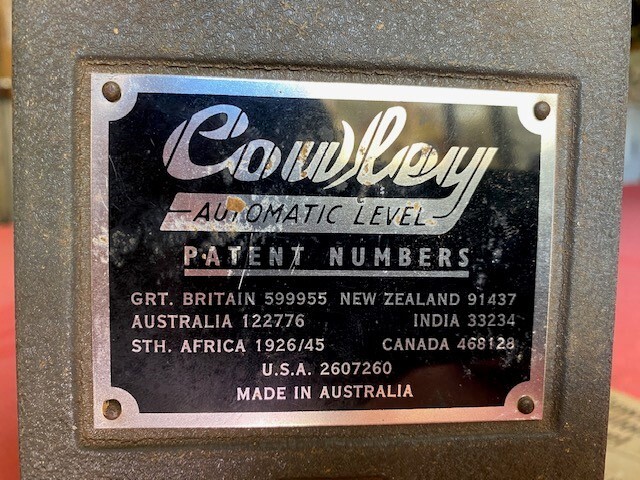 Cowley
AUTOMATIC LEVEL
PATENT NUMBERS
GRT. BRITAIN 599955 NEW ZEALAND 91437
AUSTRALIA 122776 INDIA 33234
STH. AFRICA 1926/45 CANADA 468128
U.S.A. 2607260
MADE IN AUSTRALIA